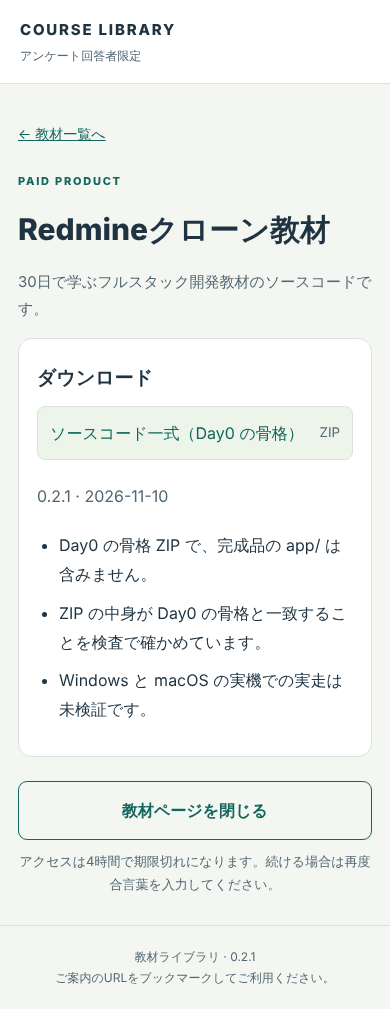 COURSE LIBRARY
アンケート回答者限定
← 教材一覧へ
PAID PRODUCT
Redmineクローン教材
30日で学ぶフルスタック開発教材のソースコードで
す。
ダウンロード
ソースコード一式（Day0 の骨格） ZIP
0.2.1 · 2026-11-10
• Day0 の骨格 ZIP で、完成品の app/ は
含みません。
• ZIP の中身が Day0 の骨格と一致するこ
とを検査で確かめています。
• Windows と macOS の実機での実走は
未検証です。
教材ページを閉じる
アクセスは4時間で期限切れになります。続ける場合は再度
合言葉を入力してください。
教材ライブラリ · 0.2.1
ご案内のURLをブックマークしてご利用ください。